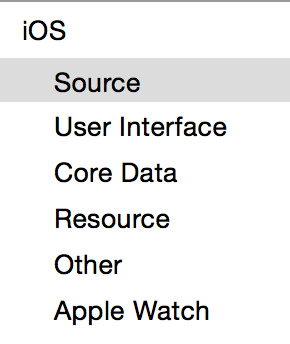 iOS
Source
User Interface
Core Data
Resource
Other
Apple Watch